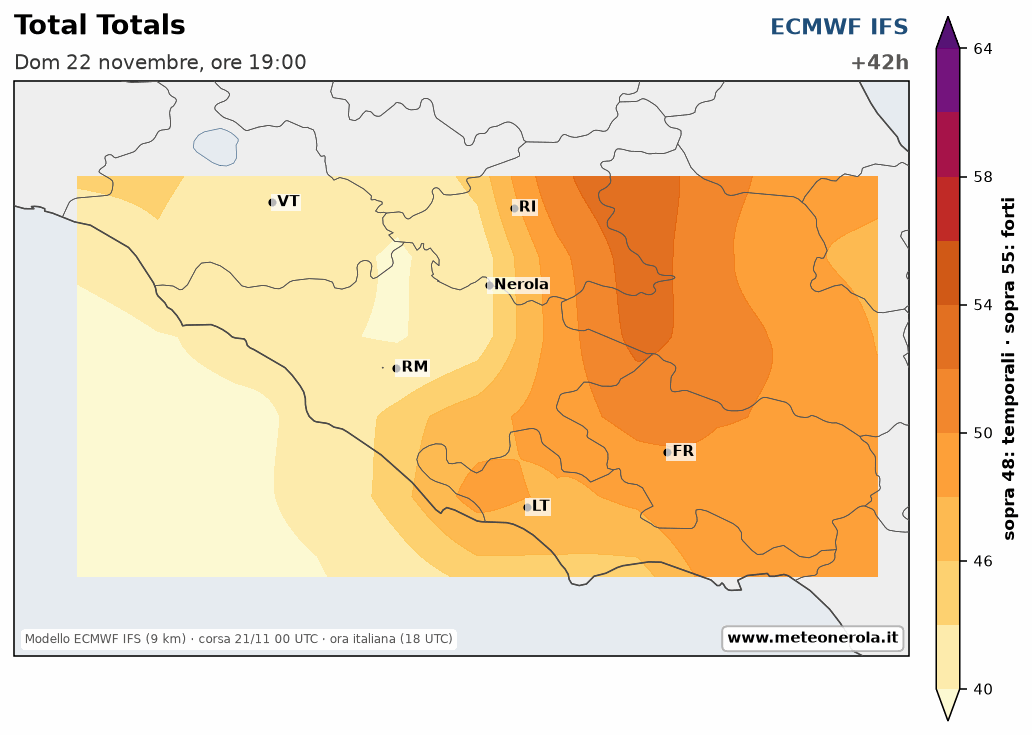 Total Totals
ECMWF IFS
Dom 22 novembre, ore 19:00
+42h
VT
RI
Nerola
RM
FR
LT
Modello ECMWF IFS (9 km) · corsa 21/11 00 UTC · ora italiana (18 UTC)
www.meteonerola.it
64
58
54
50
46
40
sopra 48: temporali · sopra 55: forti